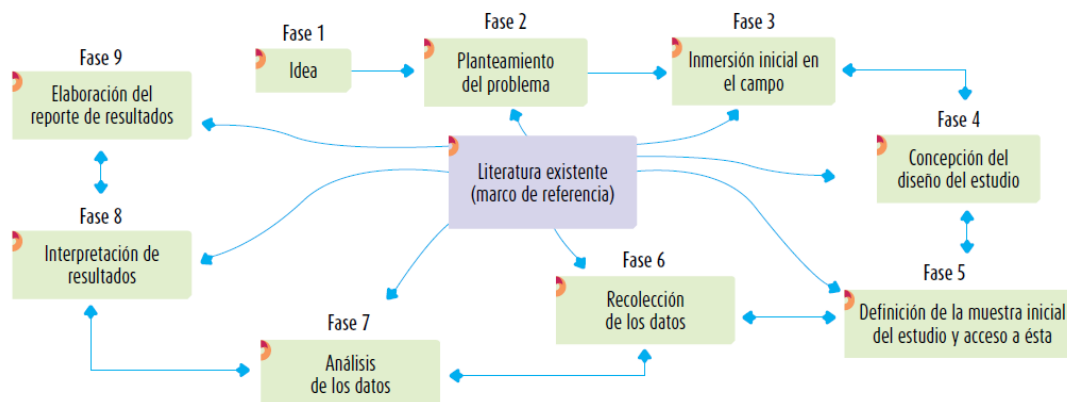 Fase 1
Idea
Fase 2
Planteamiento
del problema
Fase 3
Inmersión inicial en
el campo
Fase 4
Concepción del
diseño del estudio
Fase 5
Definición de la muestra inicial
del estudio y acceso a ésta
Fase 6
Recolección
de los datos
Fase 7
Análisis
de los datos
Fase 8
Interpretación de
resultados
Fase 9
Elaboración del
reporte de resultados
Literatura existente
(marco de referencia)